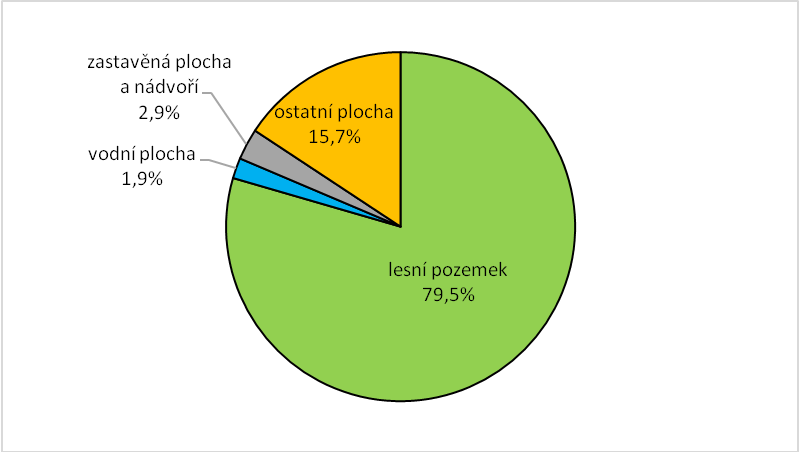 zastavěná plocha
a nádvoří
2,9%
ostatní plocha
15,7%
vodní plocha
1,9%
lesní pozemek
79,5%